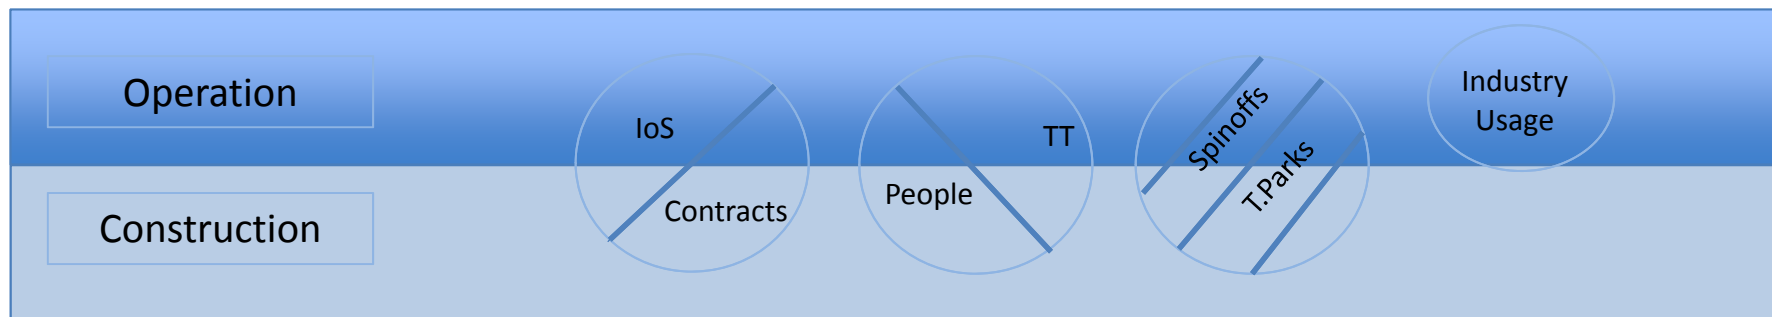 Operation
IoS
TT
Spinoffs
Industry
Usage
Construction
Contracts
People
T.Parks